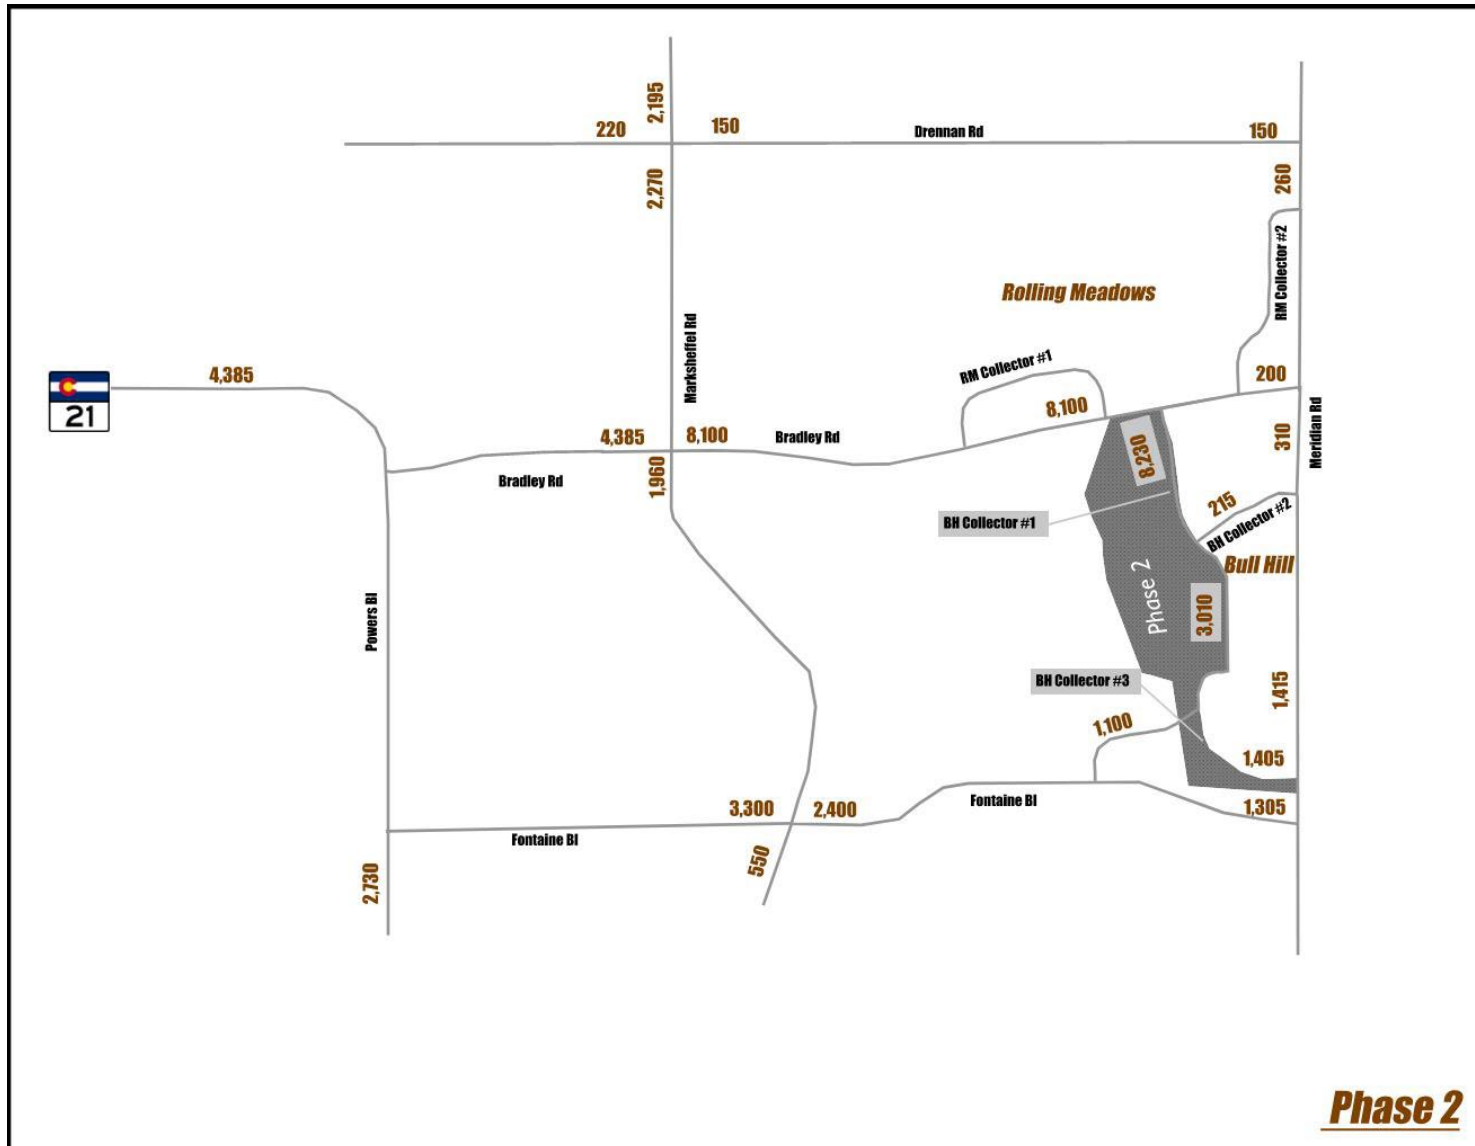 2,195
220
150
Drennan Rd
150
2,270
260
RM Collector #2
Rolling Meadows
Marksheffel Rd
RM Collector #1
21
4,385
200
8,100
Meridian Rd
310
4,385
8,100
Bradley Rd
Bradley Rd
1,960
8,230
215
BH Collector #2
BH Collector #1
Bull Hill
Phase 2
3,010
Powers Bl
BH Collector #3
1,415
1,100
1,405
3,300
2,400
Fontaine Bl
1,305
Fontaine Bl
550
2,730
Phase 2